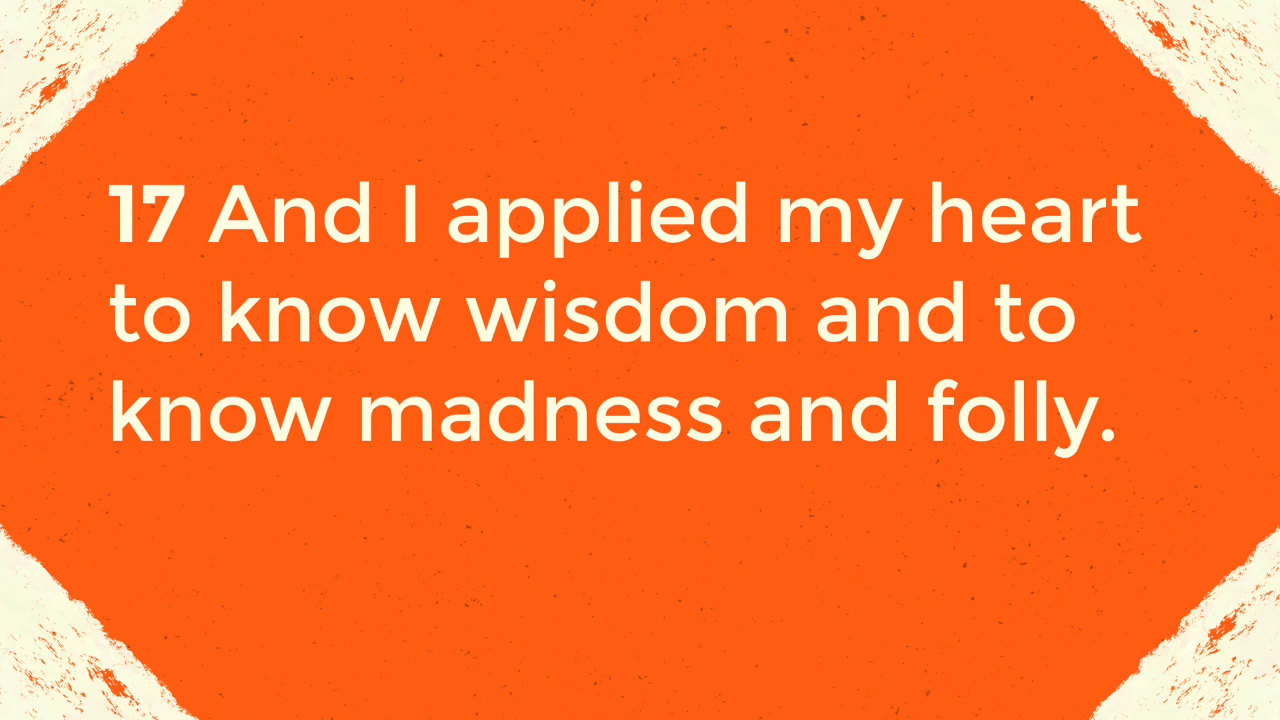 17 And I applied my heart
to know wisdom and to
know madness and folly.